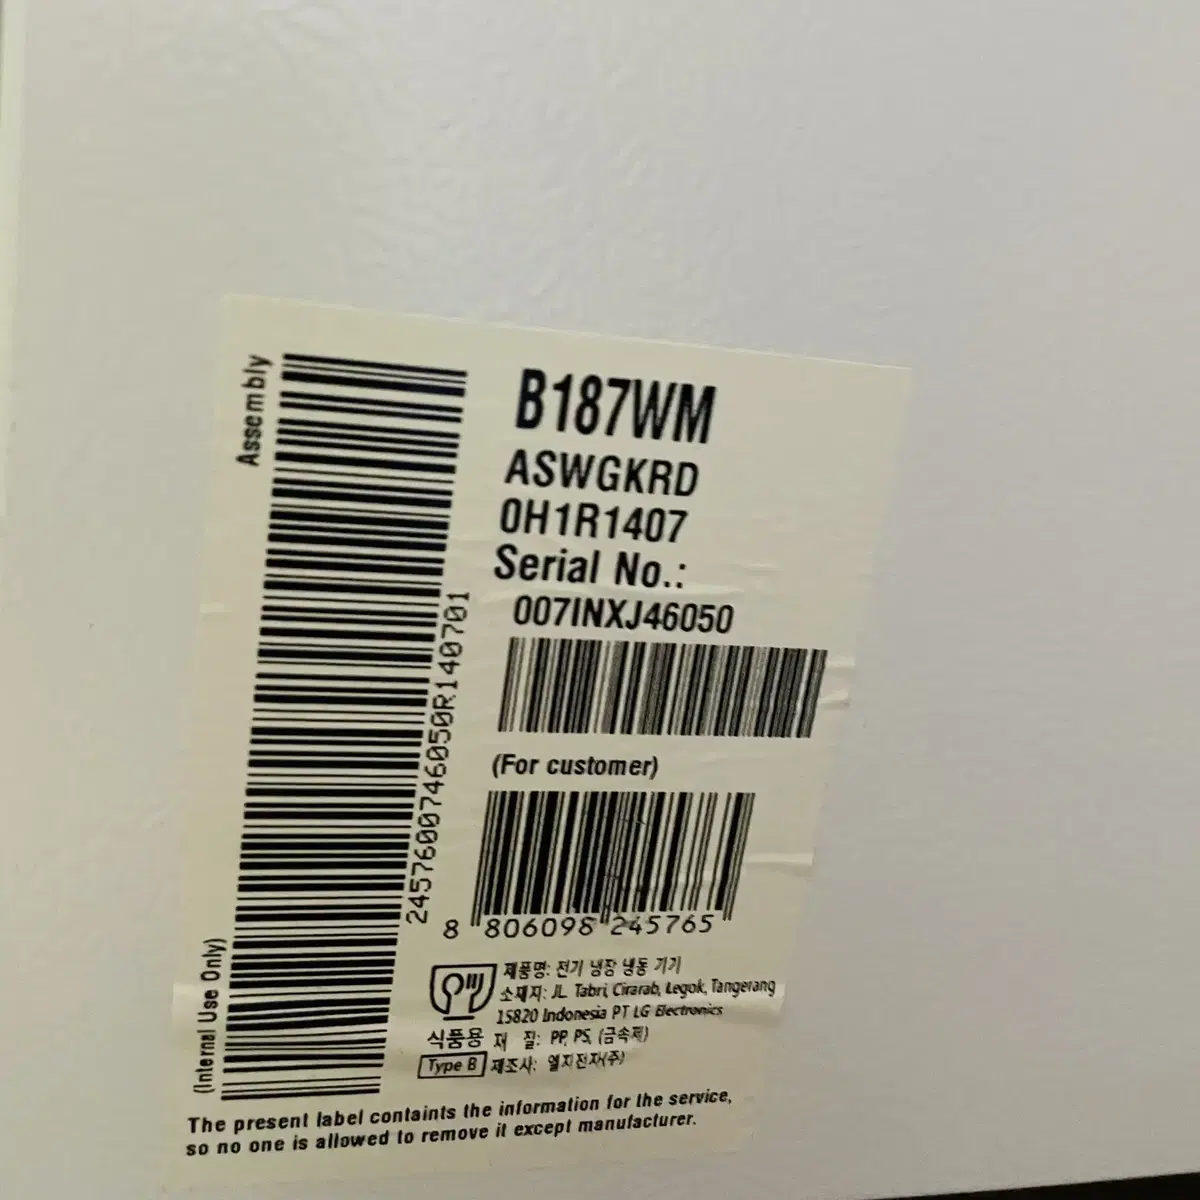 Assembly
(Internal Use Only)
2457600746050R140701
B187WM
ASWGKRD
0H1R1407
Serial No.:
007INXJ46050
(For customer)
8 806098 245765
제품명: 전기 냉장 냉동 기기
소재지: JL. Tabri, Cirarab, Legok, Tangerang
15820 Indonesia PT LG Electronics
식품용 재 질: PP, PS, (금속제)
Type B 제조사: 엘지전자(주)
The present label containts the information for the service,
so no one is allowed to remove it except manufacturer.